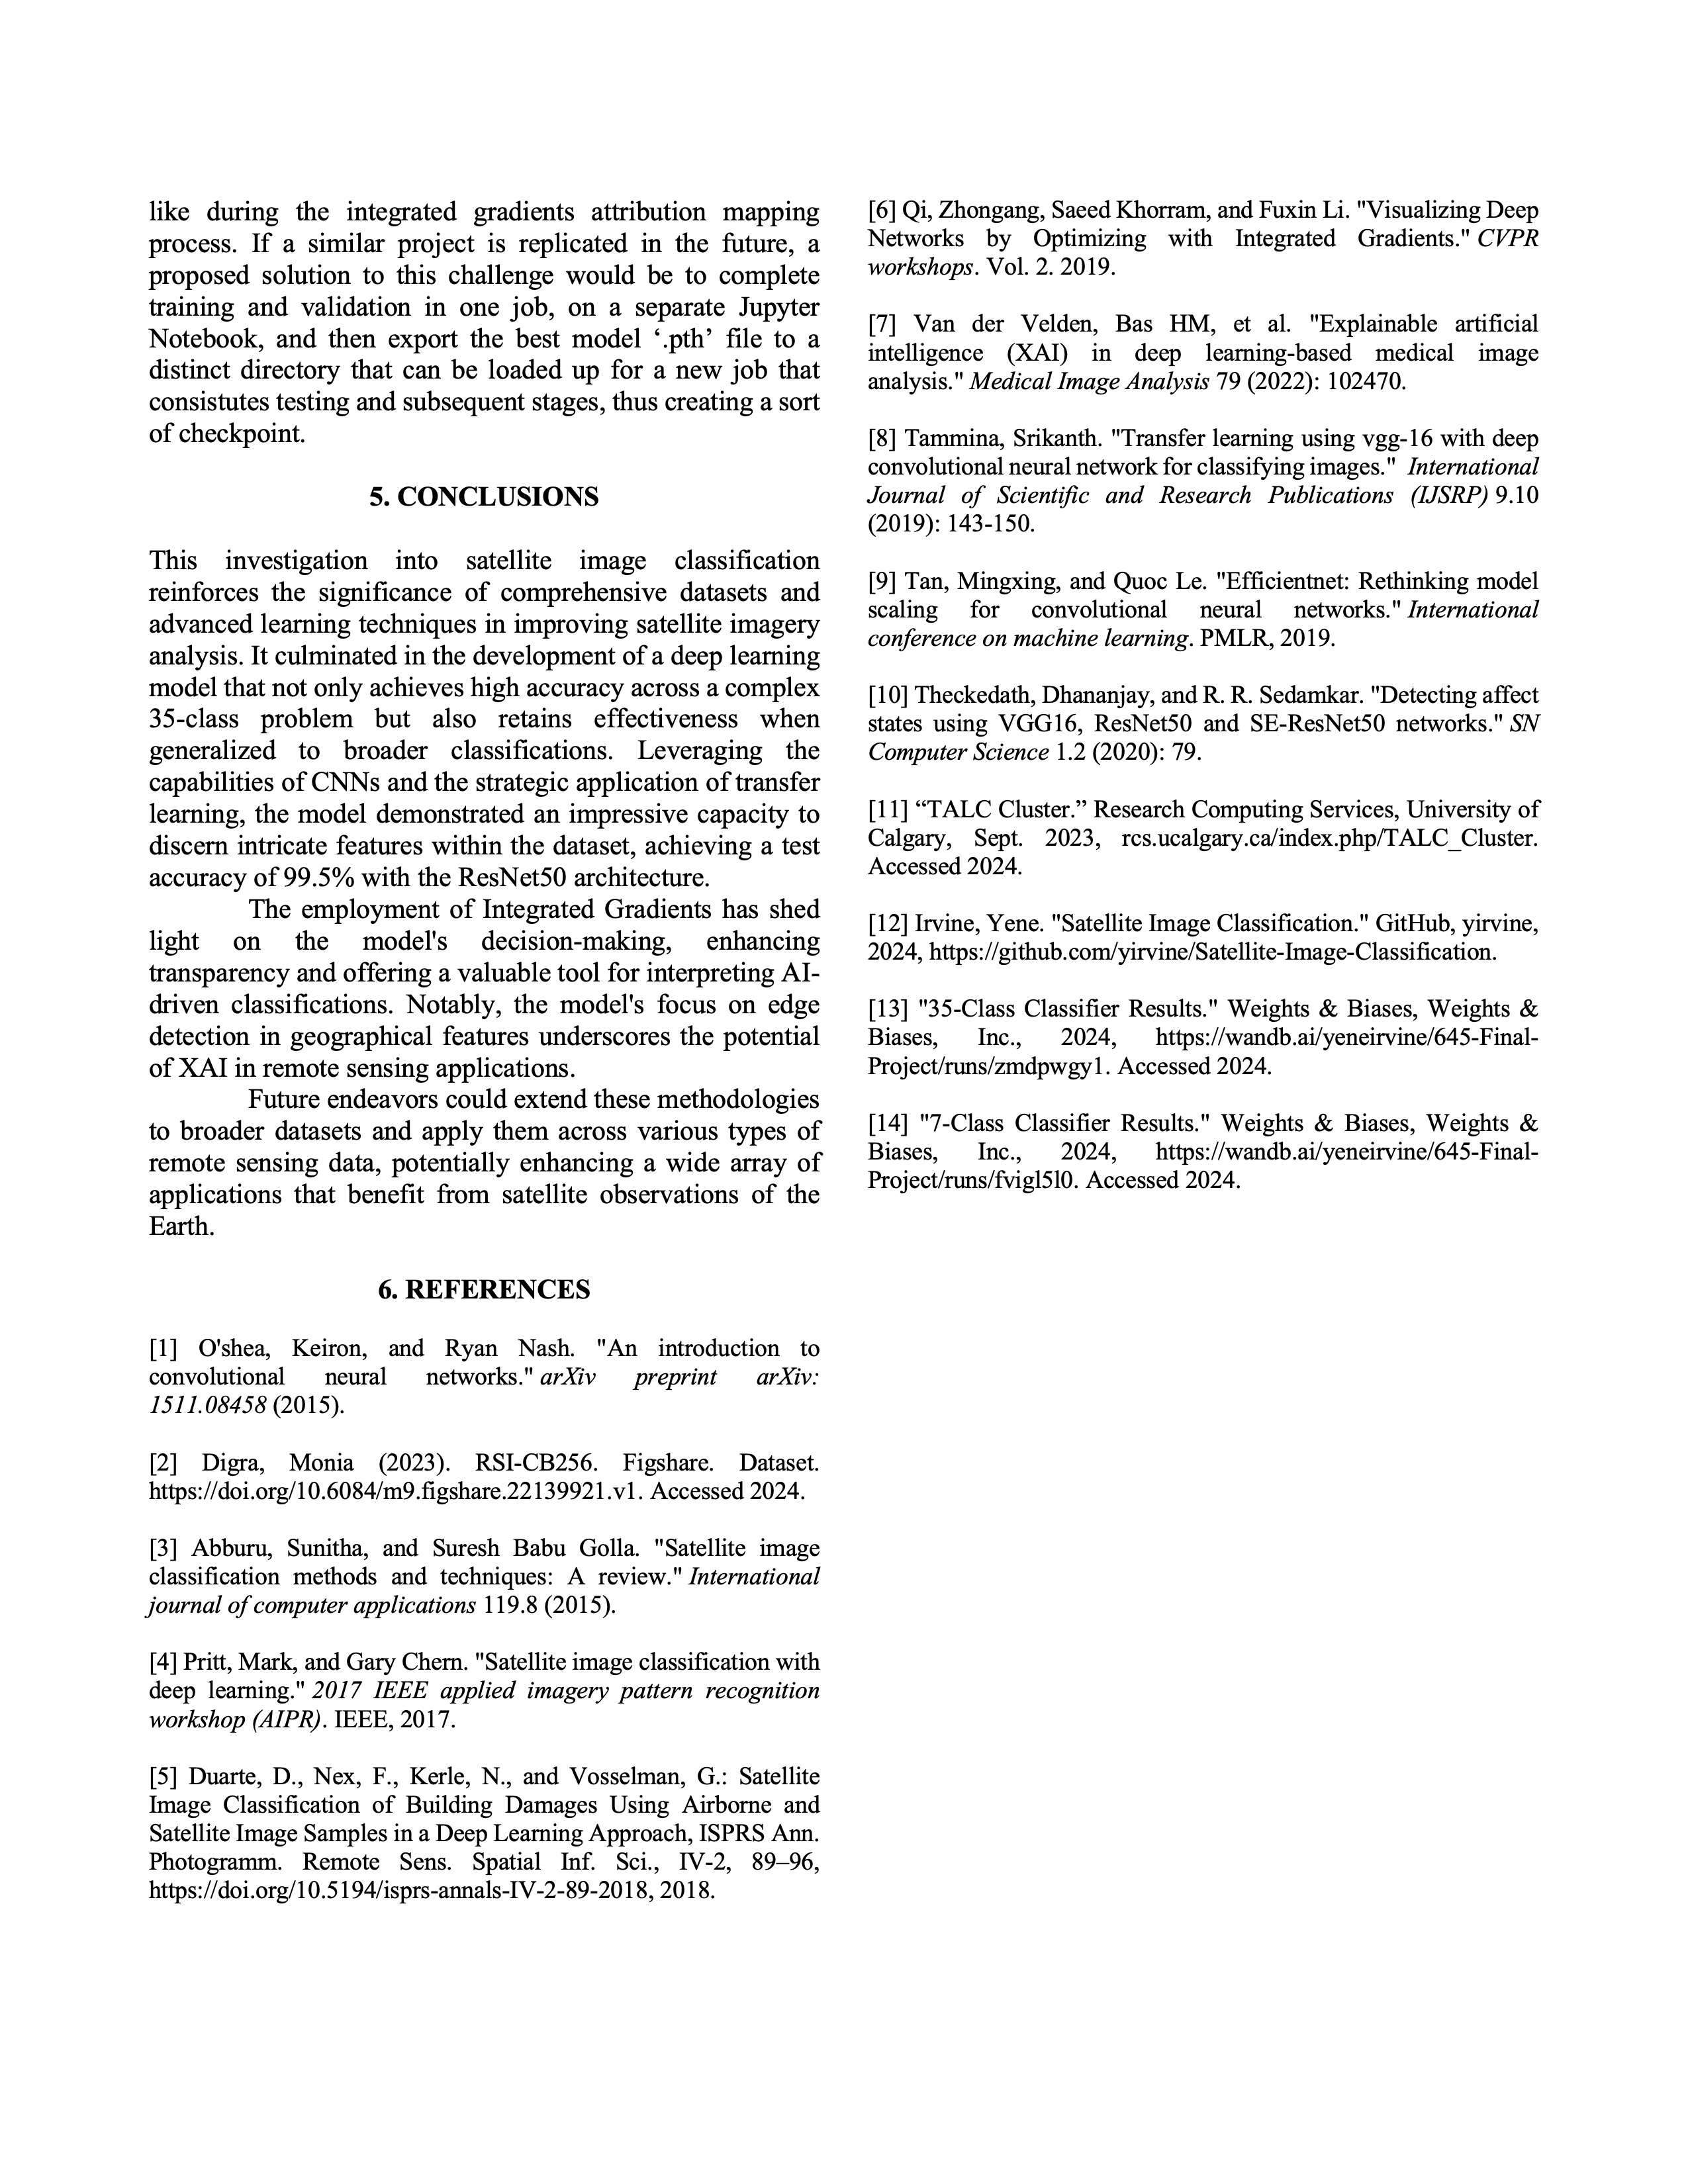 like during the integrated gradients attribution mapping
process. If a similar project is replicated in the future, a
proposed solution to this challenge would be to complete
training and validation in one job, on a separate Jupyter
Notebook, and then export the best model ‘.pth’ file to a
distinct directory that can be loaded up for a new job that
consistutes testing and subsequent stages, thus creating a sort
of checkpoint.
5. CONCLUSIONS
This investigation into satellite image classification
reinforces the significance of comprehensive datasets and
advanced learning techniques in improving satellite imagery
analysis. It culminated in the development of a deep learning
model that not only achieves high accuracy across a complex
35-class problem but also retains effectiveness when
generalized to broader classifications. Leveraging the
capabilities of CNNs and the strategic application of transfer
learning, the model demonstrated an impressive capacity to
discern intricate features within the dataset, achieving a test
accuracy of 99.5% with the ResNet50 architecture.
The employment of Integrated Gradients has shed
light on the model's decision-making, enhancing
transparency and offering a valuable tool for interpreting AI-
driven classifications. Notably, the model's focus on edge
detection in geographical features underscores the potential
of XAI in remote sensing applications.
Future endeavors could extend these methodologies
to broader datasets and apply them across various types of
remote sensing data, potentially enhancing a wide array of
applications that benefit from satellite observations of the
Earth.
6. REFERENCES
[1] O'shea, Keiron, and Ryan Nash. "An introduction to
convolutional neural networks." arXiv preprint arXiv:
1511.08458 (2015).
[2] Digra, Monia (2023). RSI-CB256. Figshare. Dataset.
https://doi.org/10.6084/m9.figshare.22139921.v1. Accessed 2024.
[3] Abburu, Sunitha, and Suresh Babu Golla. "Satellite image
classification methods and techniques: A review." International
journal of computer applications 119.8 (2015).
[4] Pritt, Mark, and Gary Chern. "Satellite image classification with
deep learning." 2017 IEEE applied imagery pattern recognition
workshop (AIPR). IEEE, 2017.
[5] Duarte, D., Nex, F., Kerle, N., and Vosselman, G.: Satellite
Image Classification of Building Damages Using Airborne and
Satellite Image Samples in a Deep Learning Approach, ISPRS Ann.
Photogramm. Remote Sens. Spatial Inf. Sci., IV-2, 89–96,
https://doi.org/10.5194/isprs-annals-IV-2-89-2018, 2018.
[6] Qi, Zhongang, Saeed Khorram, and Fuxin Li. "Visualizing Deep
Networks by Optimizing with Integrated Gradients." CVPR
workshops. Vol. 2. 2019.
[7] Van der Velden, Bas HM, et al. "Explainable artificial
intelligence (XAI) in deep learning-based medical image
analysis." Medical Image Analysis 79 (2022): 102470.
[8] Tammina, Srikanth. "Transfer learning using vgg-16 with deep
convolutional neural network for classifying images." International
Journal of Scientific and Research Publications (IJSRP) 9.10
(2019): 143-150.
[9] Tan, Mingxing, and Quoc Le. "Efficientnet: Rethinking model
scaling for convolutional neural networks." International
conference on machine learning. PMLR, 2019.
[10] Theckedath, Dhananjay, and R. R. Sedamkar. "Detecting affect
states using VGG16, ResNet50 and SE-ResNet50 networks." SN
Computer Science 1.2 (2020): 79.
[11] “TALC Cluster.” Research Computing Services, University of
Calgary, Sept. 2023, rcs.ucalgary.ca/index.php/TALC_Cluster.
Accessed 2024.
[12] Irvine, Yene. "Satellite Image Classification." GitHub, yirvine,
2024, https://github.com/yirvine/Satellite-Image-Classification.
[13] "35-Class Classifier Results." Weights & Biases, Weights &
Biases, Inc., 2024, https://wandb.ai/yeneirvine/645-Final-
Project/runs/zmdpwgy1. Accessed 2024.
[14] "7-Class Classifier Results." Weights & Biases, Weights &
Biases, Inc., 2024, https://wandb.ai/yeneirvine/645-Final-
Project/runs/fvigl5l0. Accessed 2024.